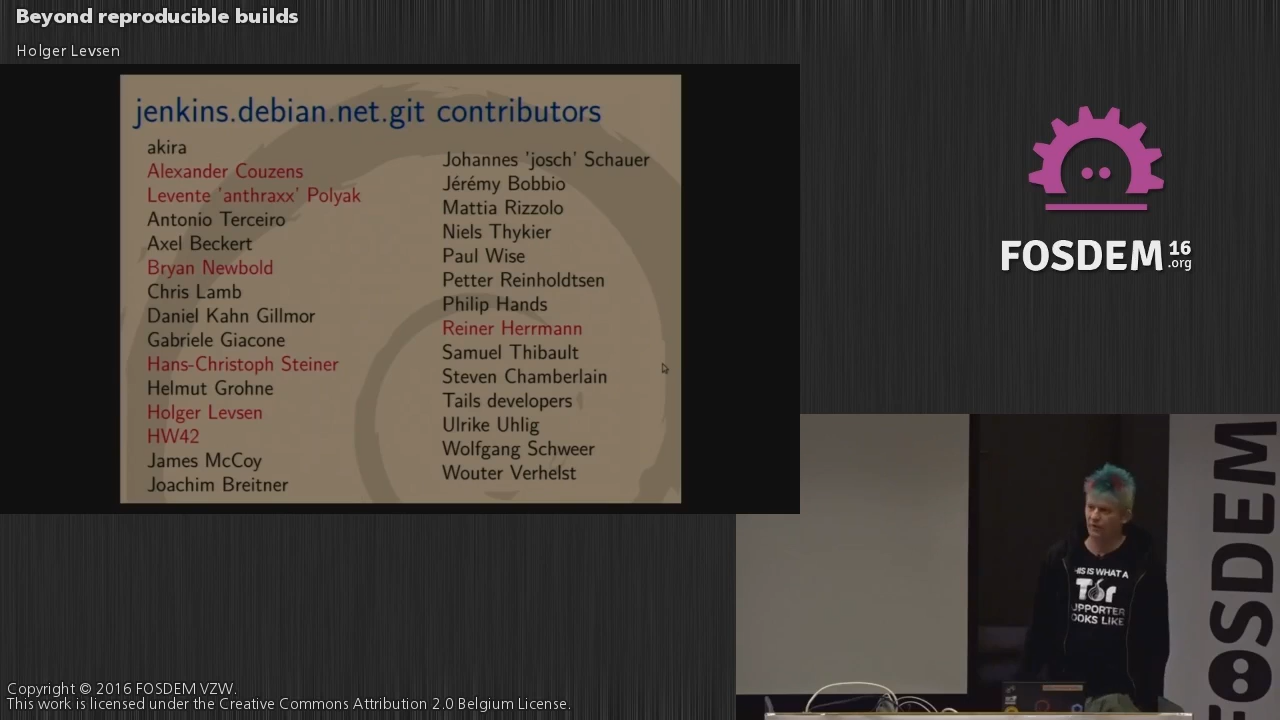 Beyond reproducible builds
Holger Levsen
jenkins.debian.net.git contributors
akira
Alexander Couzens
Levente 'anthraxx' Polyak
Antonio Terceiro
Axel Beckert
Bryan Newbold
Chris Lamb
Daniel Kahn Gillmor
Gabriele Giacone
Hans-Christoph Steiner
Helmut Grohne
Holger Levsen
HW42
James McCoy
Joachim Breitner
Johannes 'josch' Schauer
Jérémy Bobbio
Mattia Rizzolo
Niels Thykier
Paul Wise
Petter Reinholdtsen
Philip Hands
Reiner Herrmann
Samuel Thibault
Steven Chamberlain
Tails developers
Ulrike Uhlig
Wolfgang Schweer
Wouter Verhelst
FOSDEM 16
.org
HIS IS WHAT A
Tor
UPPORTER
OOKS LIKE
FOSDEM
Copyright © 2016 FOSDEM VZW.
This work is licensed under the Creative Commons Attribution 2.0 Belgium License.